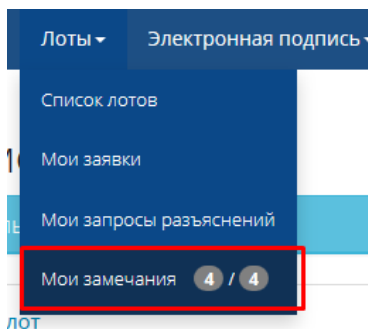 Лоты Электронная подпись
Список лотов
Мои заявки
Мои запросы разъяснений
Мои замечания 4 / 4
лот